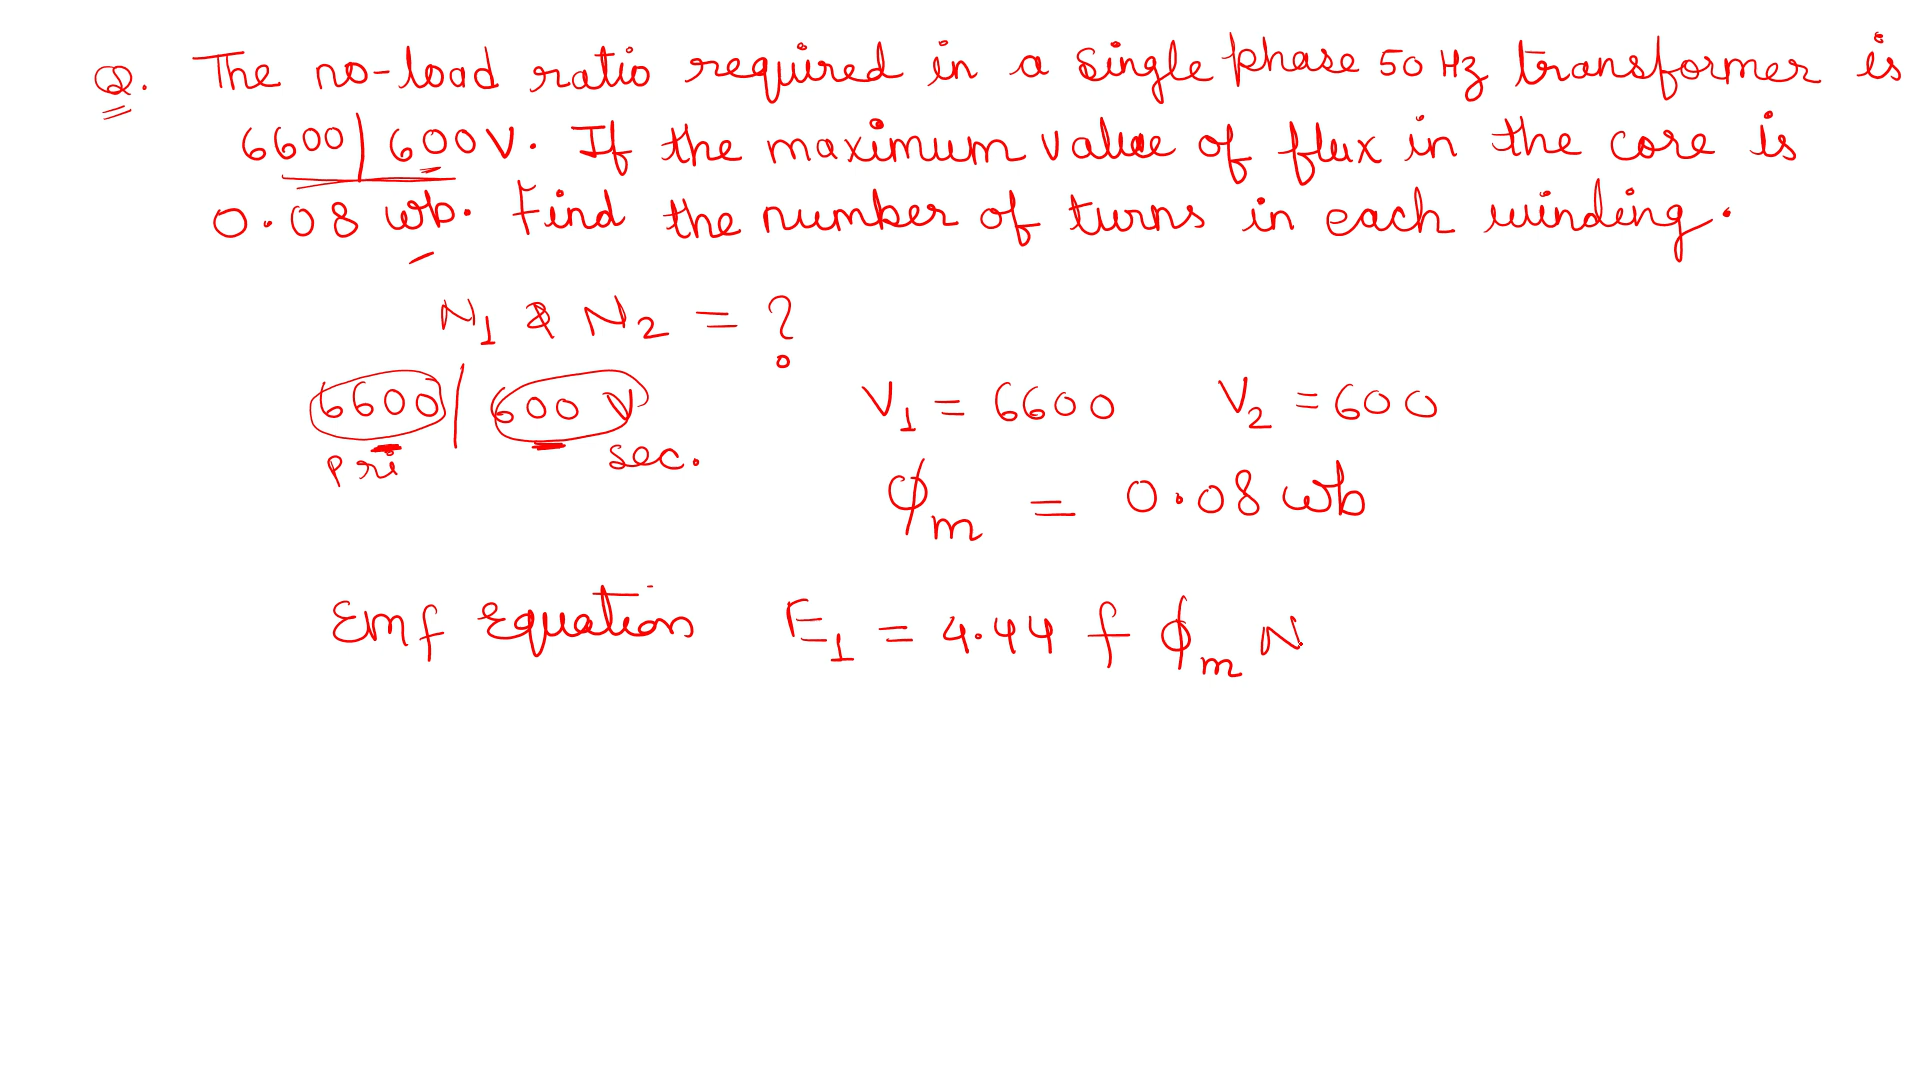 Q. The no-load ratio required in a single phase 50 Hz transformer is
6600|600V. If the maximum value of flux in the core is
0.08 wb. Find the number of turns in each winding.
N1 & N2 = ?
6600 | 600 V
pri sec.
V1 = 6600 V2 = 600
ϕm = 0.08 wb
Emf Equation E1 = 4.44 f ϕm N